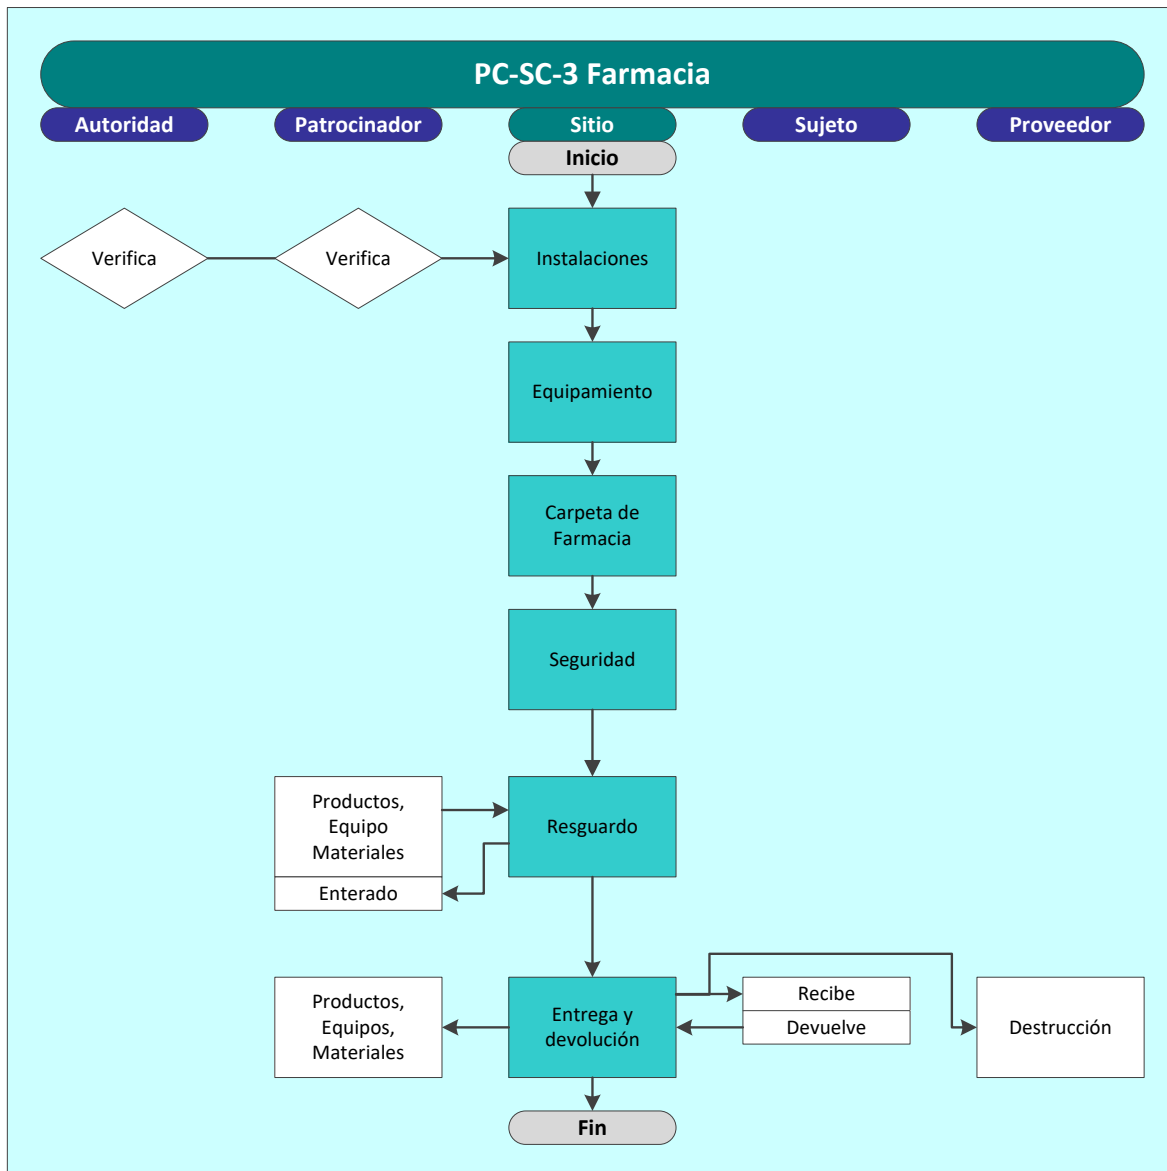 PC-SC-3 Farmacia
Autoridad
Patrocinador
Sitio
Sujeto
Proveedor
Inicio
Verifica
Verifica
Instalaciones
Equipamiento
Carpeta de
Farmacia
Seguridad
Productos,
Equipo
Materiales
Enterado
Resguardo
Productos,
Equipos,
Materiales
Entrega y
devolución
Recibe
Devuelve
Destrucción
Fin